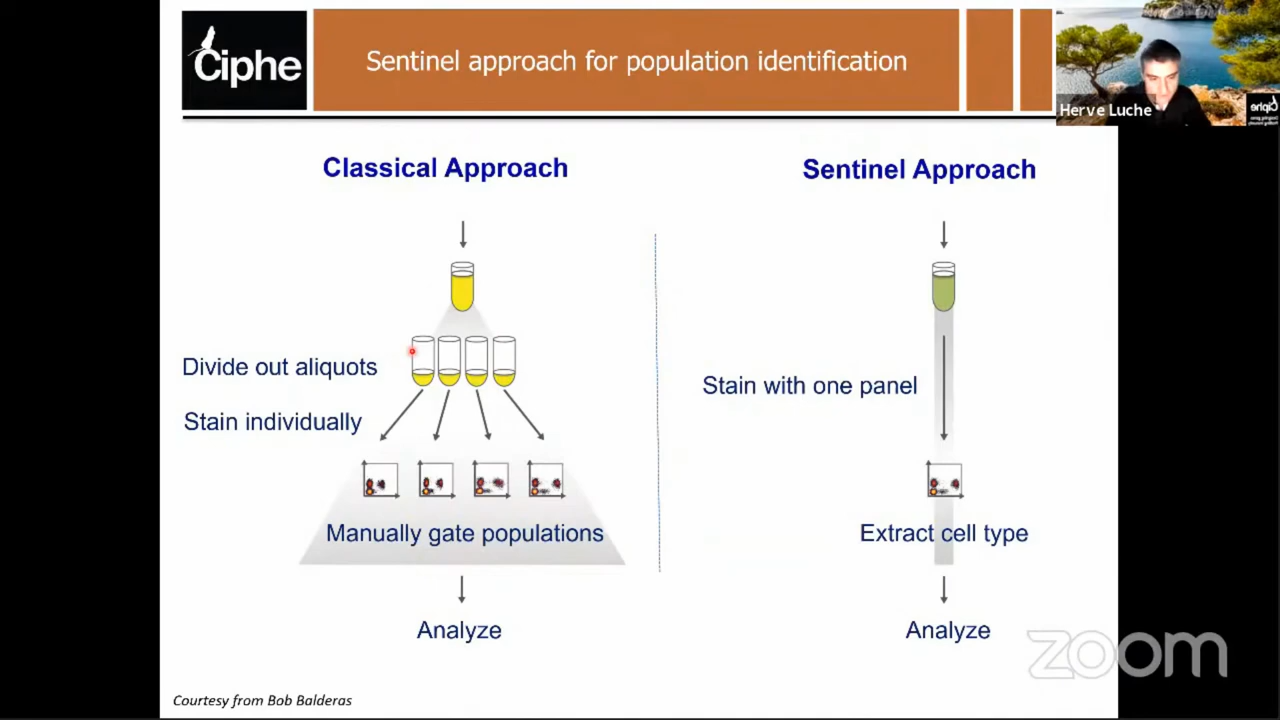 Ciphe
Sentinel approach for population identification
Herve Luche
Classical Approach
Sentinel Approach
Divide out aliquots
Stain individually
Stain with one panel
Manually gate populations
Extract cell type
Analyze
Analyze
zoom
Courtesy from Bob Balderas